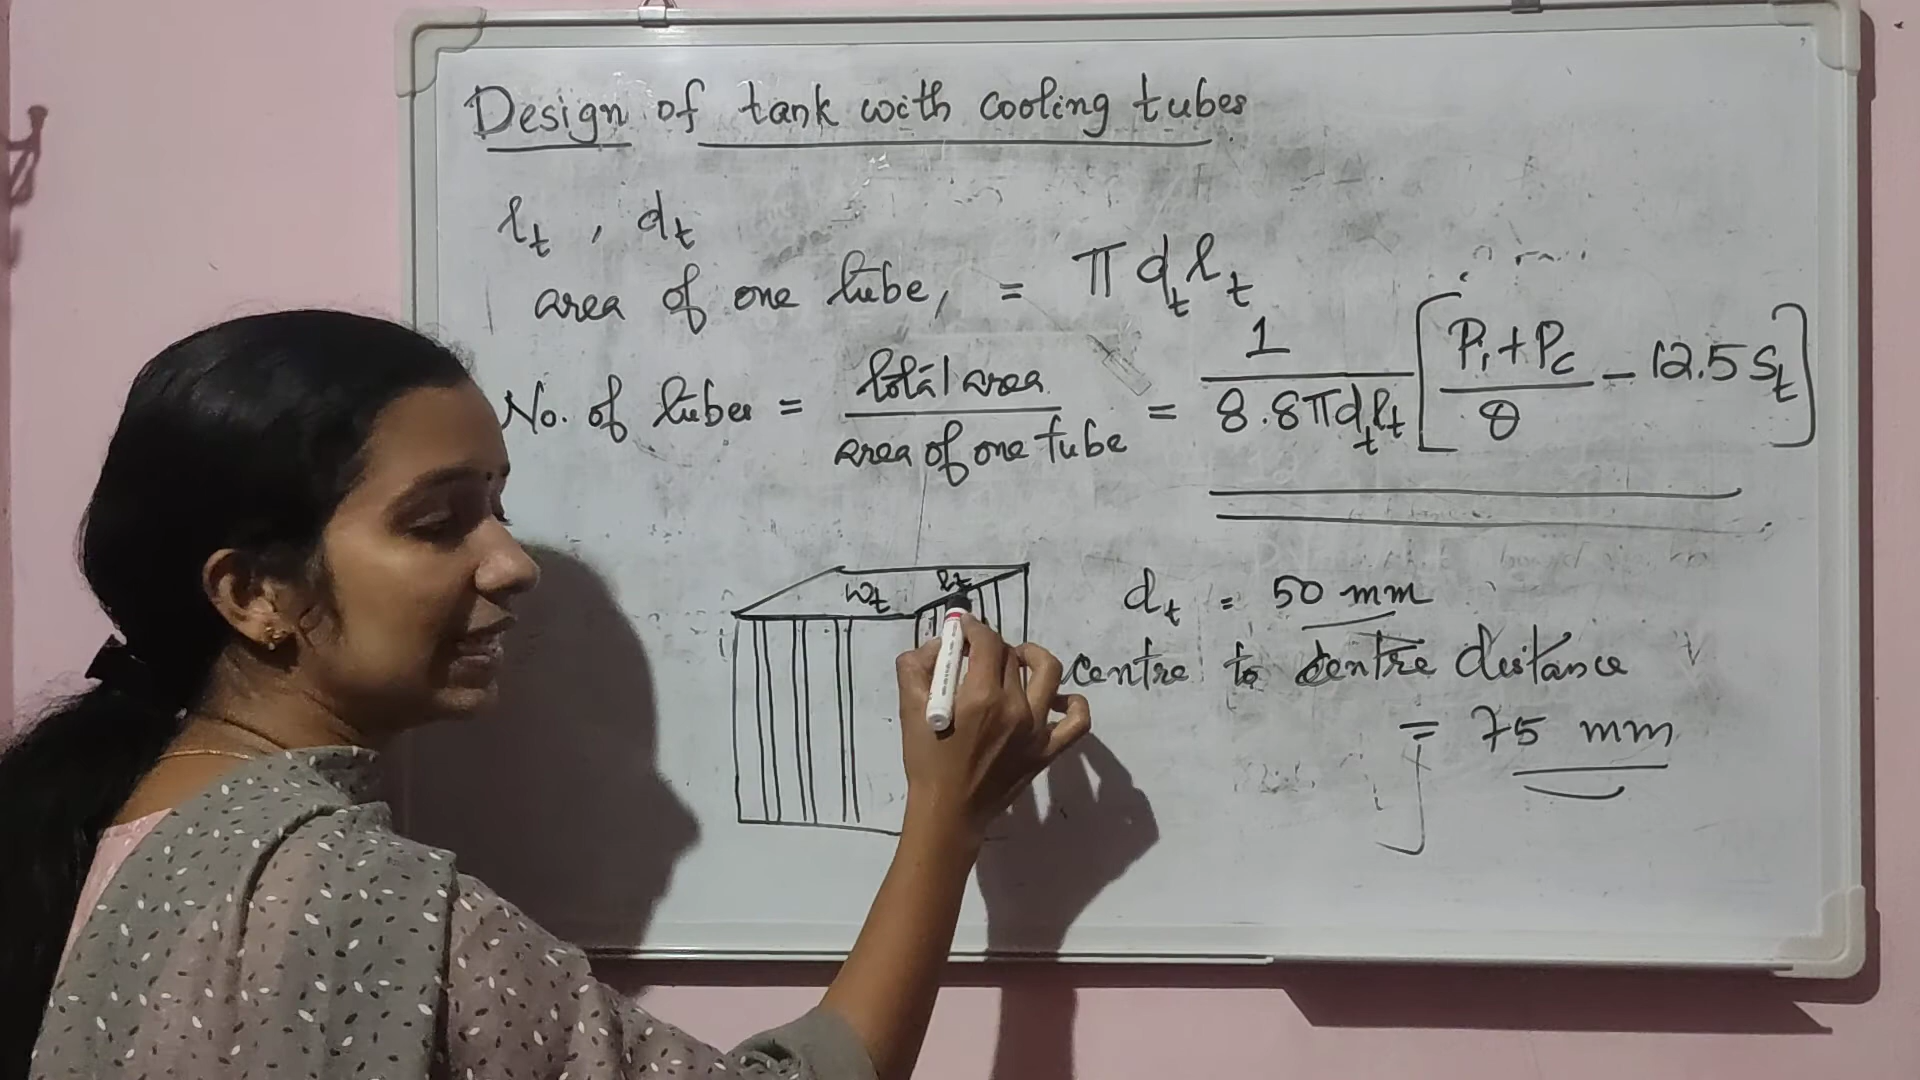 Design of tank with cooling tubes
lt , dt
area of one tube, = π dt lt
No. of tubes = total area / area of one tube = 1 / 8.8πdtlt [ Pi + Pc / θ - 12.5 St ]
Wt lt
dt = 50 mm
centre to centre distance
= 75 mm